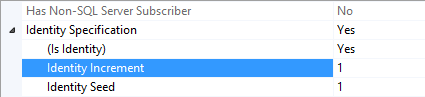 Has Non-SQL Server Subscriber No
Identity Specification Yes
(Is Identity) Yes
Identity Increment 1
Identity Seed 1